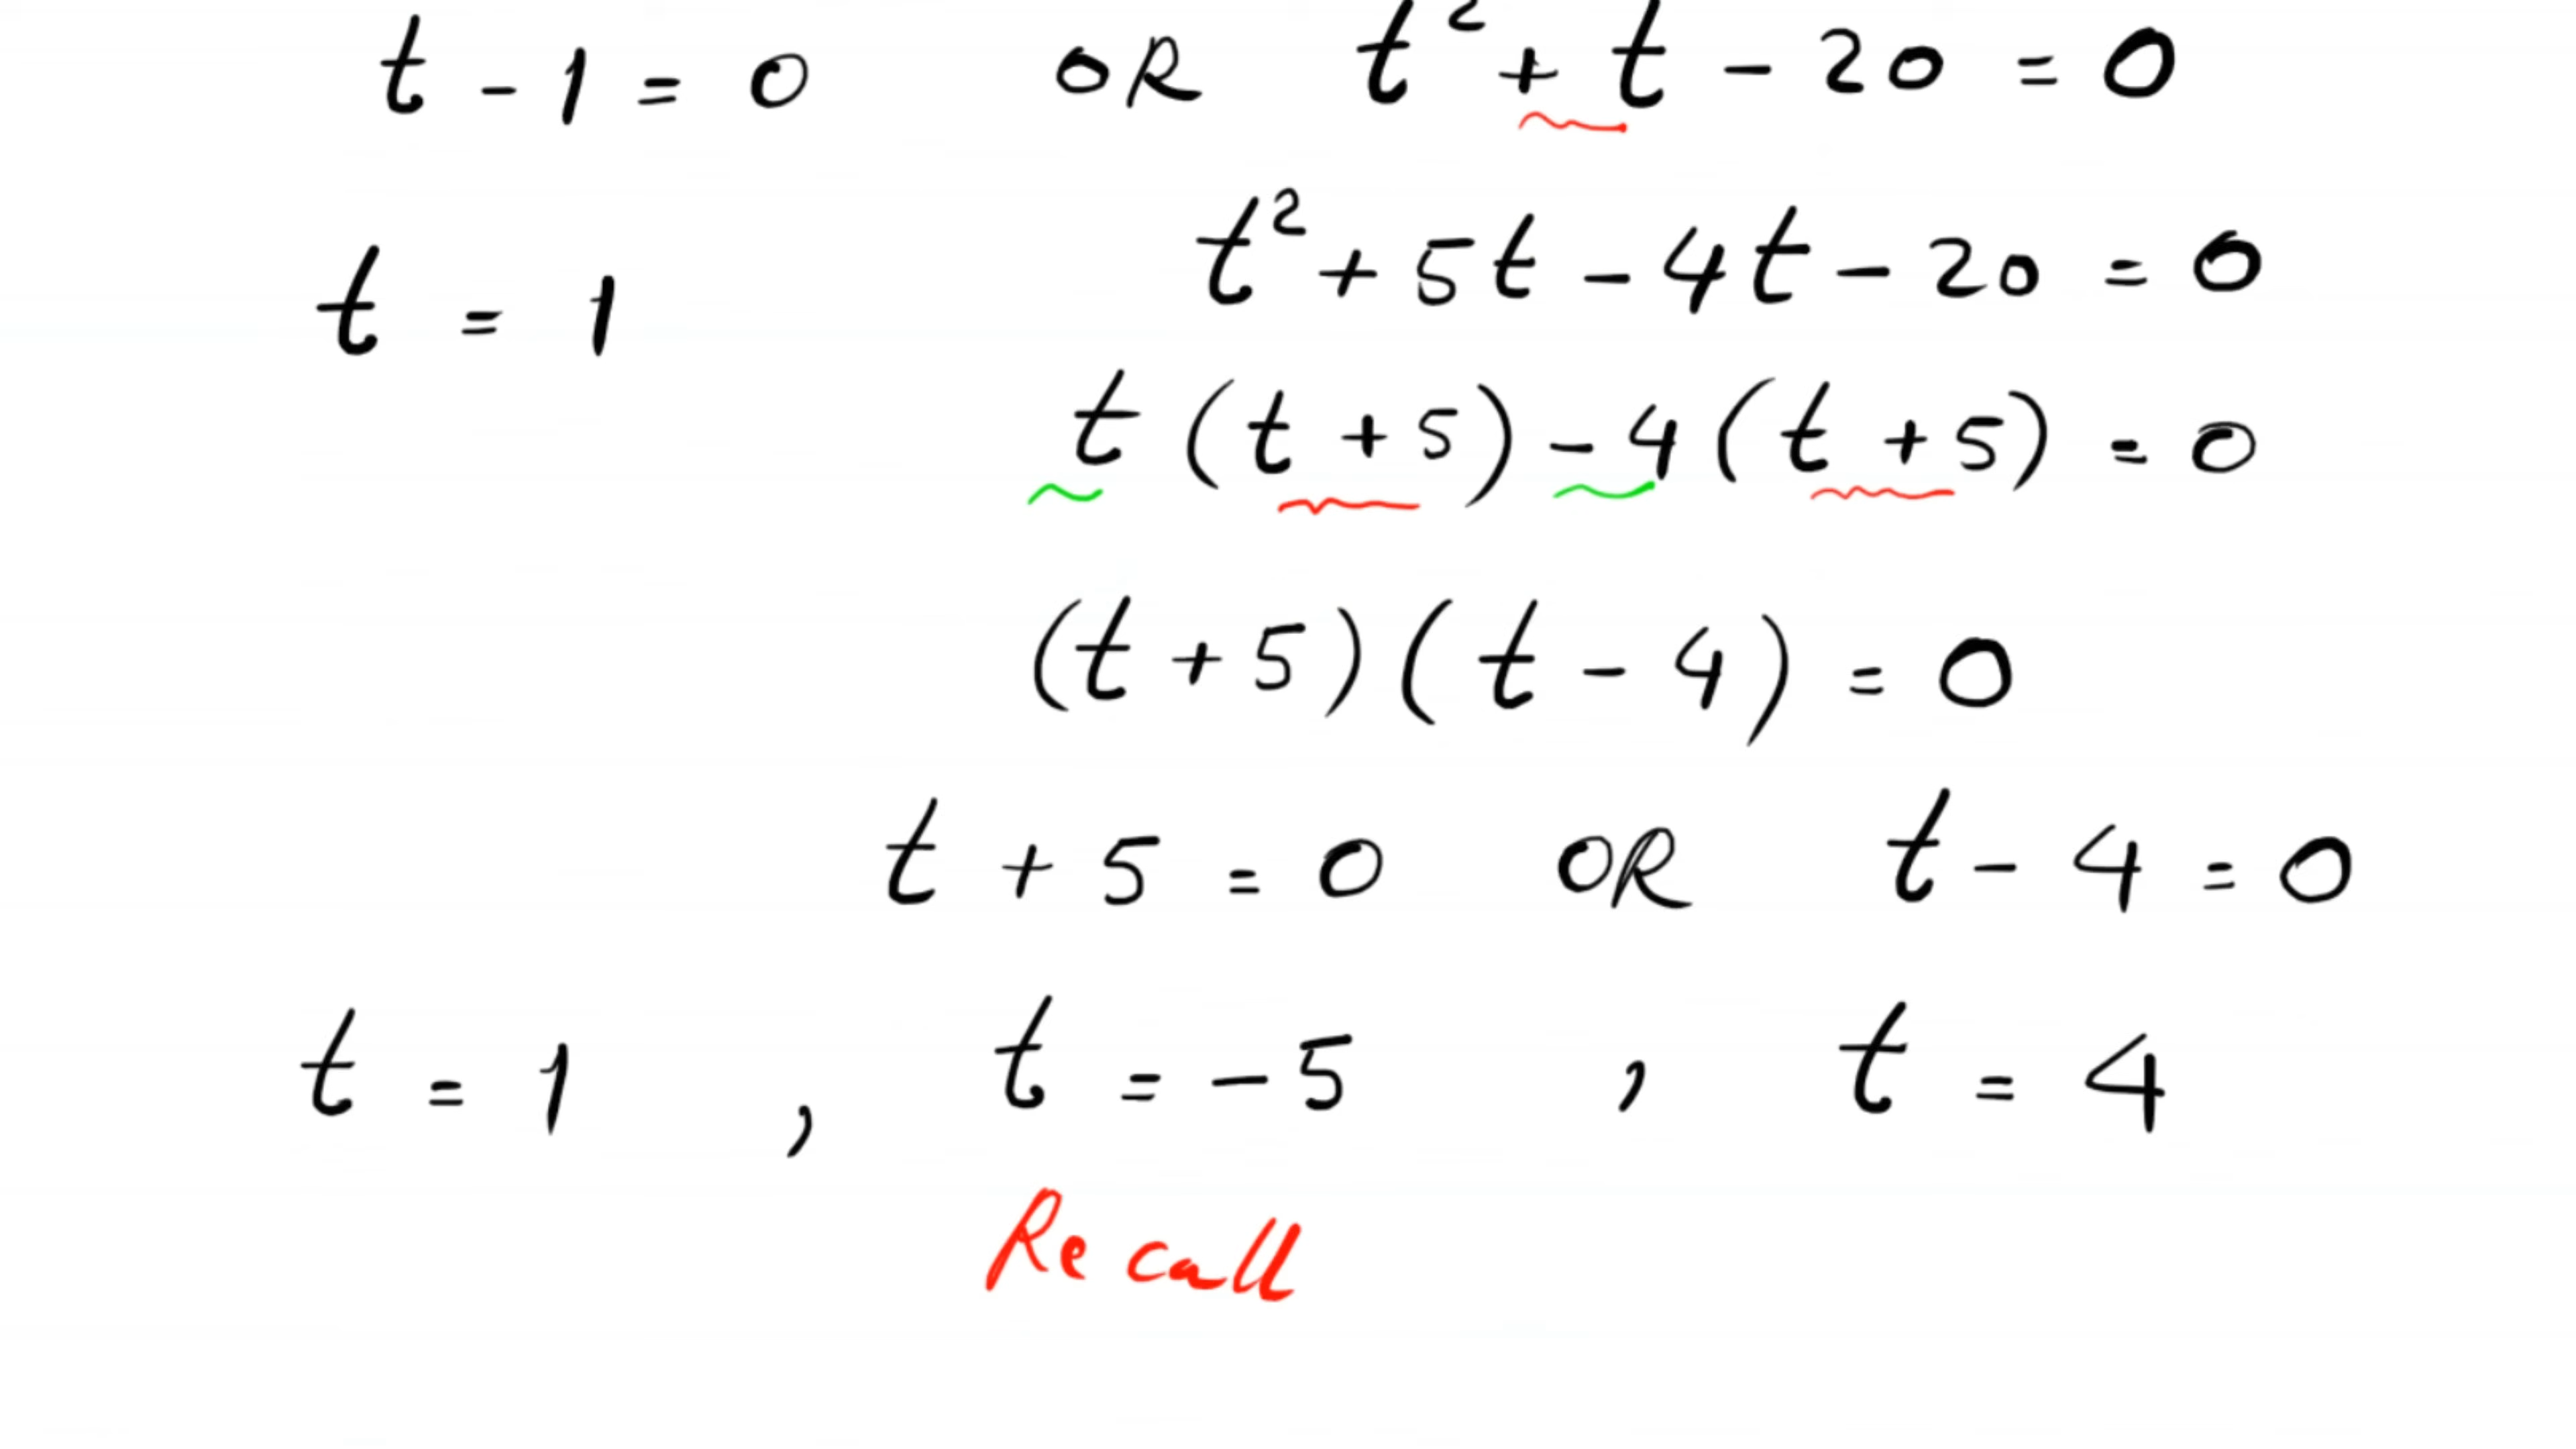 t - 1 = 0 OR t² + t - 20 = 0
t = 1 t² + 5t - 4t - 20 = 0
t (t + 5) - 4 (t + 5) = 0
(t + 5) (t - 4) = 0
t + 5 = 0 OR t - 4 = 0
t = 1 , t = -5 , t = 4
Recall